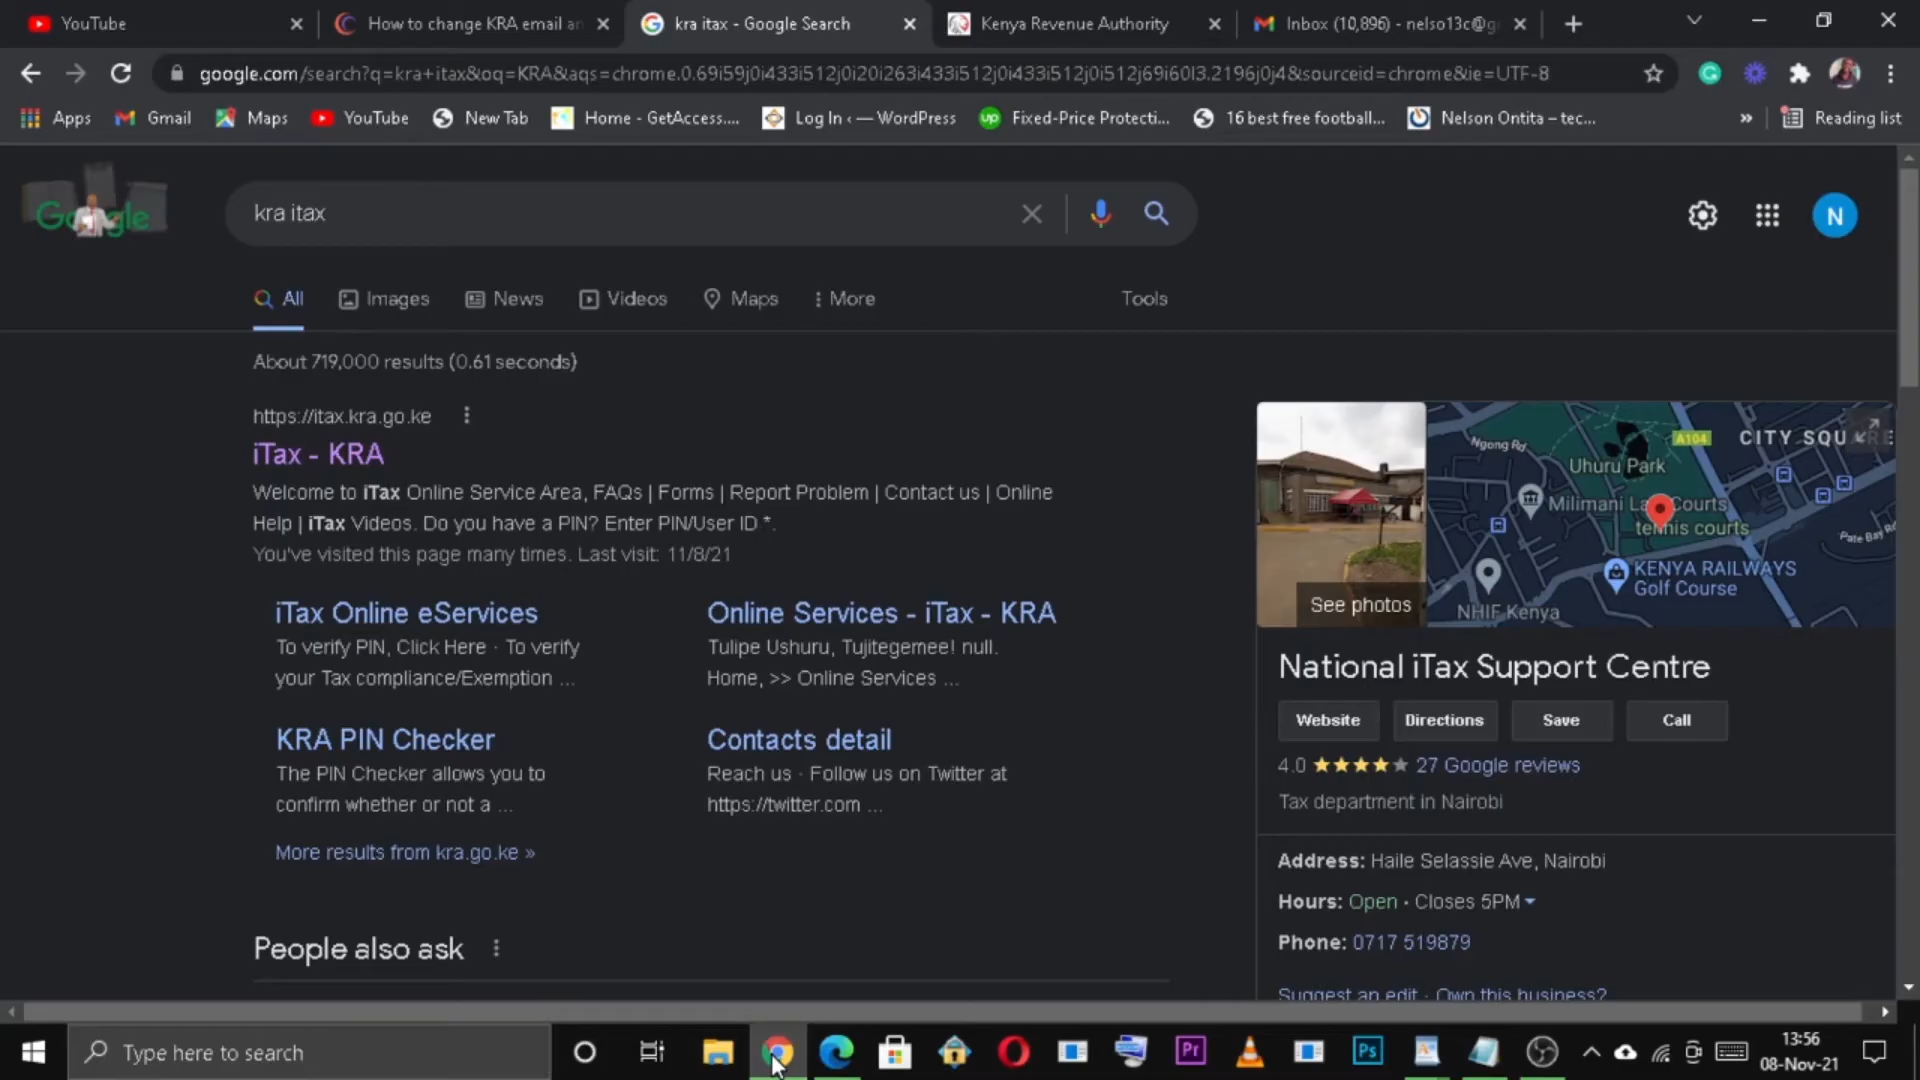 YouTube
How to change KRA email an
kra itax - Google Search
Kenya Revenue Authority
Inbox (10,896) - nelso13c@g
google.com/search?q=kra+itax&oq=KRA&aqs=chrome.0.69i59j0i433i512j0i20i263i433i512j0i433i512j0i512j69i60l3.2196j0j4&sourceid=chrome&ie=UTF-8
Apps
Gmail
Maps
YouTube
New Tab
Home - GetAccess....
Log In ‹ — WordPress
up
Fixed-Price Protecti...
16 best free football...
Nelson Ontita – tec...
»
Reading list
Google
kra itax
N
All
Images
News
Videos
Maps
More
Tools
About 719,000 results (0.61 seconds)
https://itax.kra.go.ke
iTax - KRA
Welcome to iTax Online Service Area, FAQs | Forms | Report Problem | Contact us | Online
Help | iTax Videos. Do you have a PIN? Enter PIN/User ID *.
You've visited this page many times. Last visit: 11/8/21
iTax Online eServices
To verify PIN, Click Here · To verify
your Tax compliance/Exemption ...
Online Services - iTax - KRA
Tulipe Ushuru, Tujitegemee! null.
Home, >> Online Services ...
KRA PIN Checker
The PIN Checker allows you to
confirm whether or not a ...
Contacts detail
Reach us · Follow us on Twitter at
https://twitter.com ...
More results from kra.go.ke »
People also ask
See photos
Ngong Rd
A104
CITY SQUARE
Uhuru Park
Milimani Law Courts
tennis courts
Pate Bay Rd
KENYA RAILWAYS
Golf Course
NHIF Kenya
National iTax Support Centre
Website
Directions
Save
Call
4.0
27 Google reviews
Tax department in Nairobi
Address: Haile Selassie Ave, Nairobi
Hours: Open · Closes 5PM
Phone: 0717 519879
Suggest an edit · Own this business?
Type here to search
Pr
Ps
13:56
08-Nov-21